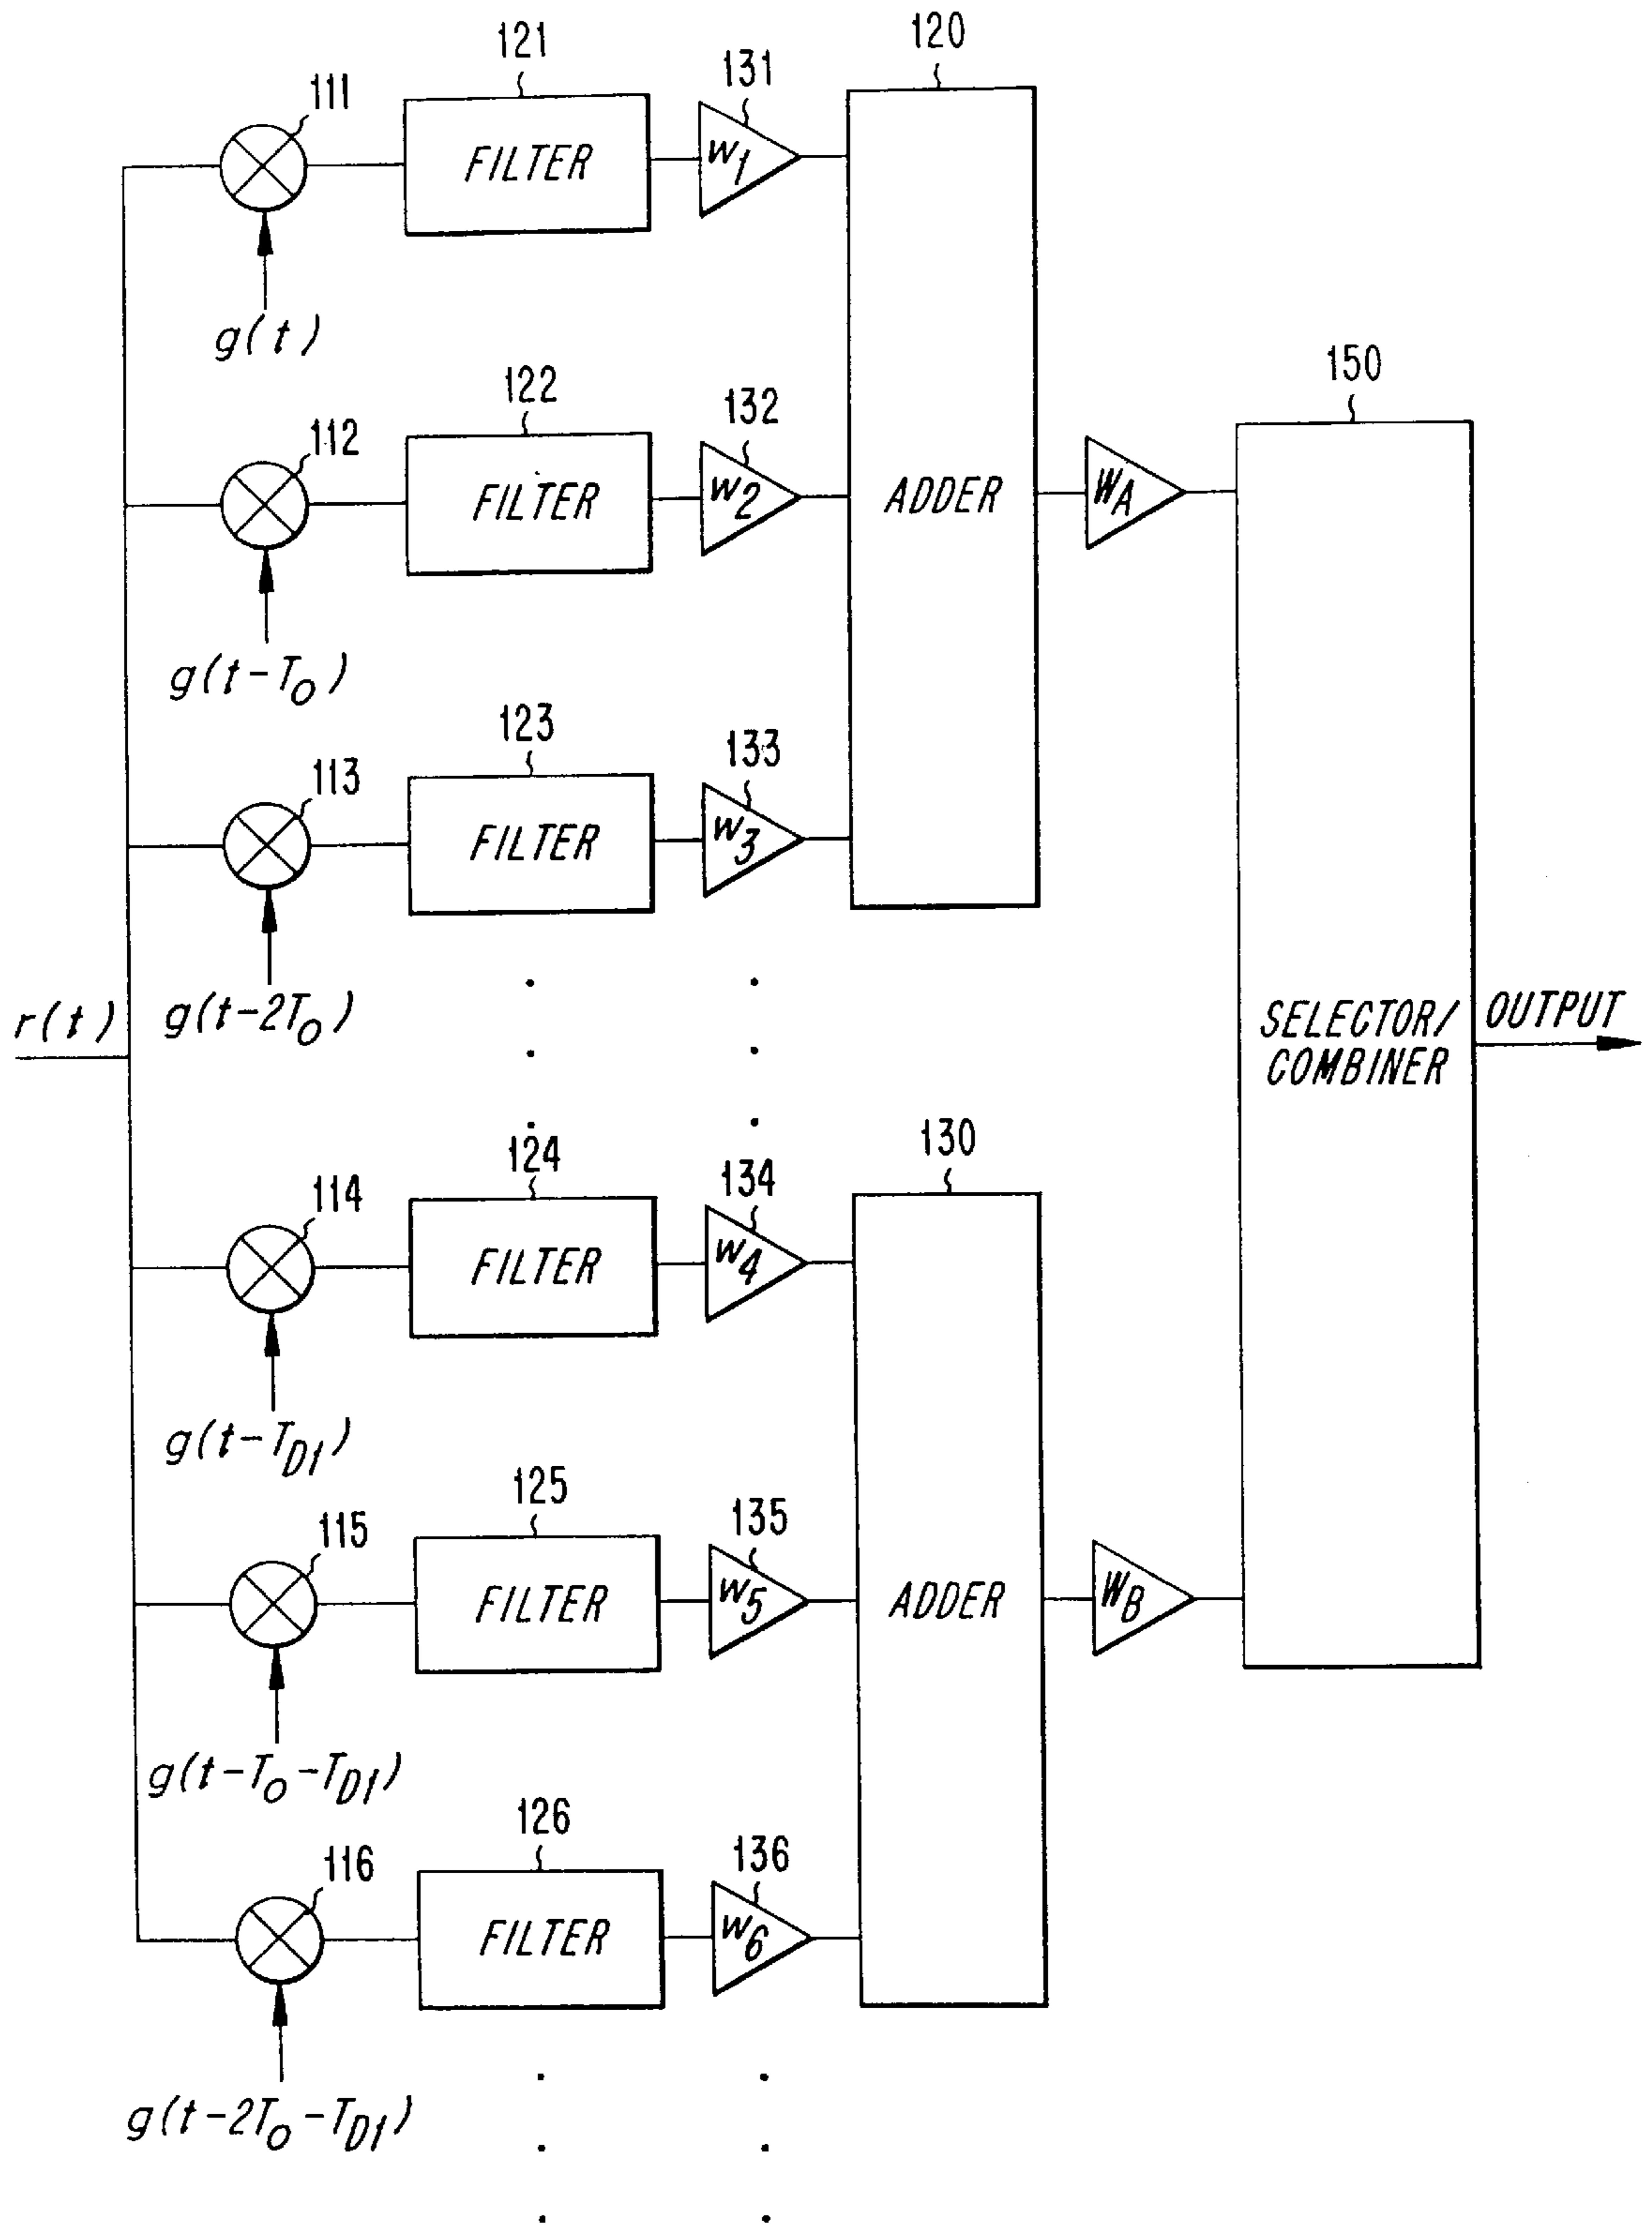 120
121
131
111
FILTER
w1
g(t)
150
122
132
112
FILTER
w2
ADDER
WA
g(t-To)
123
133
113
FILTER
w3
r(t)
g(t-2To)
SELECTOR/
COMBINER
OUTPUT
130
124
134
114
FILTER
w4
g(t-TD1)
125
135
115
FILTER
w5
ADDER
WB
g(t-To-TD1)
126
136
116
FILTER
w6
g(t-2To-TD1)